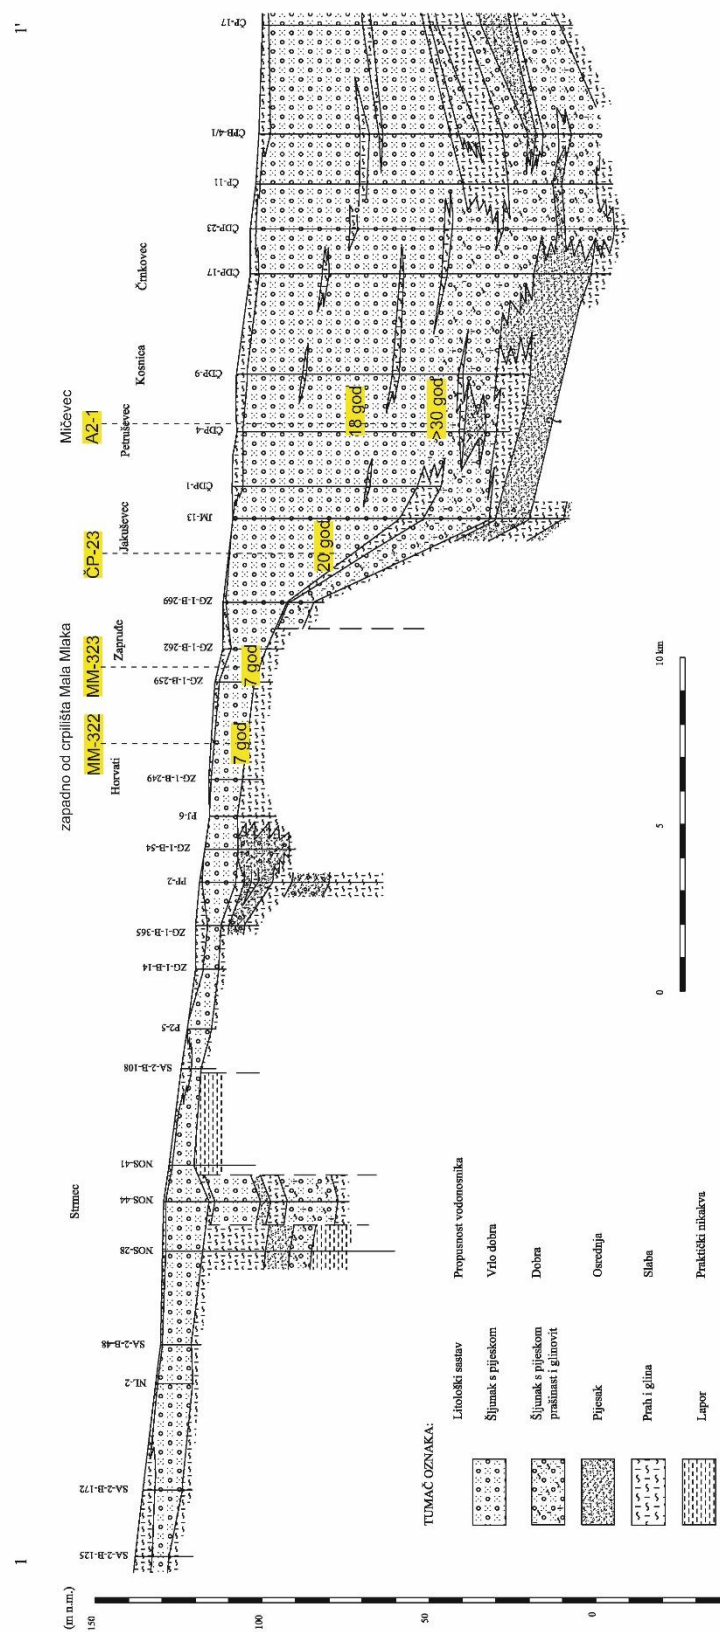 1
1'
(m n.m.)
150
100
50
0
Strmec
zapadno od crpilišta Mala Mlaka
Mičevec
MM-322
MM-323
ČP-23
A2-1
Horvati
Zapruđe
Jakuševec
Petruševec
Kosnica
Črnkovec
SA-2-B-125
SA-2-B-172
NL-2
SA-2-B-48
NOS-28
NOS-44
NOS-41
SA-2-B-108
P2-5
ZG-1-B-14
ZG-1-B-365
PP-2
ZG-1-B-54
PJ-6
ZG-1-B-249
ZG-1-B-259
ZG-1-B-262
ZG-1-B-269
JM-13
ČDP-1
ČDP-4
ČDP-9
ČDP-17
ČDP-23
ČP-11
ČPB-4/1
ČP-17
7 god
7 god
20 god
18 god
>30 god
0
5
10 km
TUMAČ OZNAKA:
Litološki sastav
Propusnost vodonosnika
Šljunak s pijeskom
Vrlo dobra
Šljunak s pijeskom
prašinast i glinovit
Dobra
Pijesak
Osrednja
Prah i glina
Slaba
Lapor
Praktički nikakva